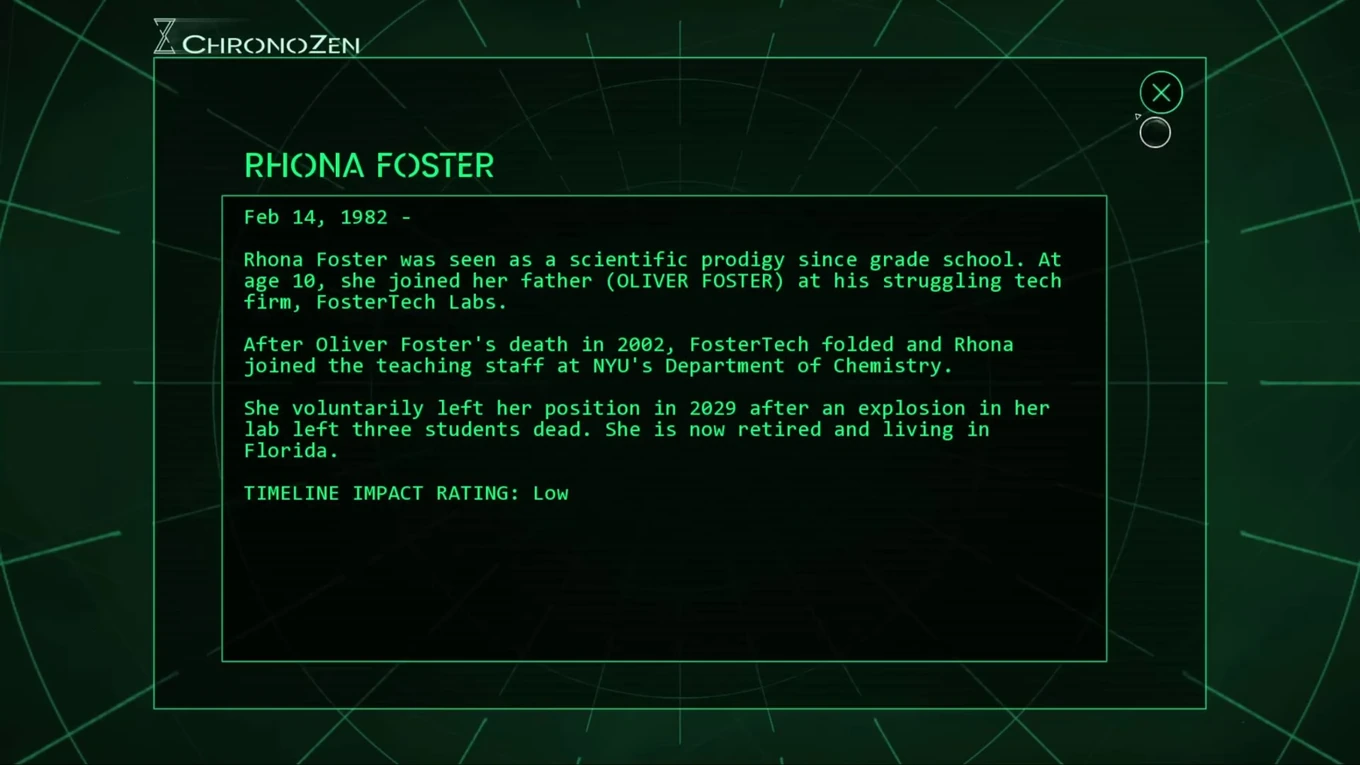 CHRONOZEN
RHONA FOSTER
Feb 14, 1982 -
Rhona Foster was seen as a scientific prodigy since grade school. At
age 10, she joined her father (OLIVER FOSTER) at his struggling tech
firm, FosterTech Labs.
After Oliver Foster's death in 2002, FosterTech folded and Rhona
joined the teaching staff at NYU's Department of Chemistry.
She voluntarily left her position in 2029 after an explosion in her
lab left three students dead. She is now retired and living in
Florida.
TIMELINE IMPACT RATING: Low